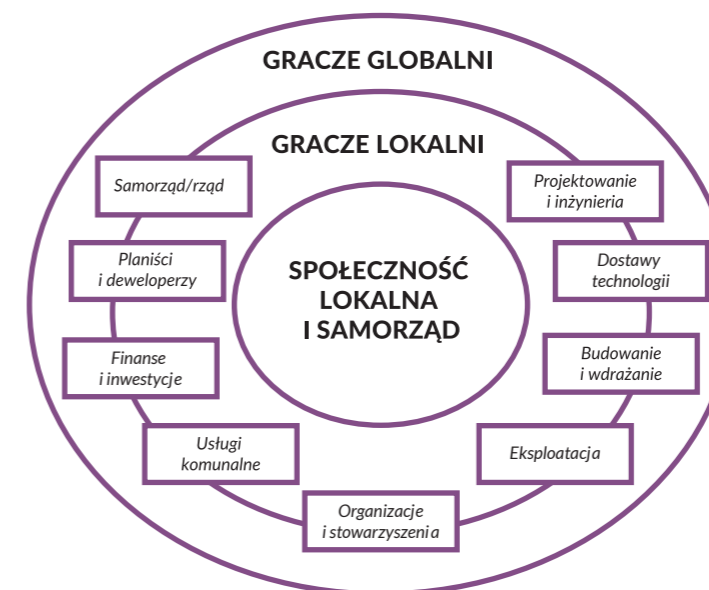 GRACZE GLOBALNI
GRACZE LOKALNI
Samorząd/rząd
Projektowanie
i inżynieria
Planiści
i deweloperzy
SPOŁECZNOŚĆ
LOKALNA
I SAMORZĄD
Dostawy
technologii
Finanse
i inwestycje
Budowanie
i wdrażanie
Usługi
komunalne
Eksploatacja
Organizacje
i stowarzyszenia